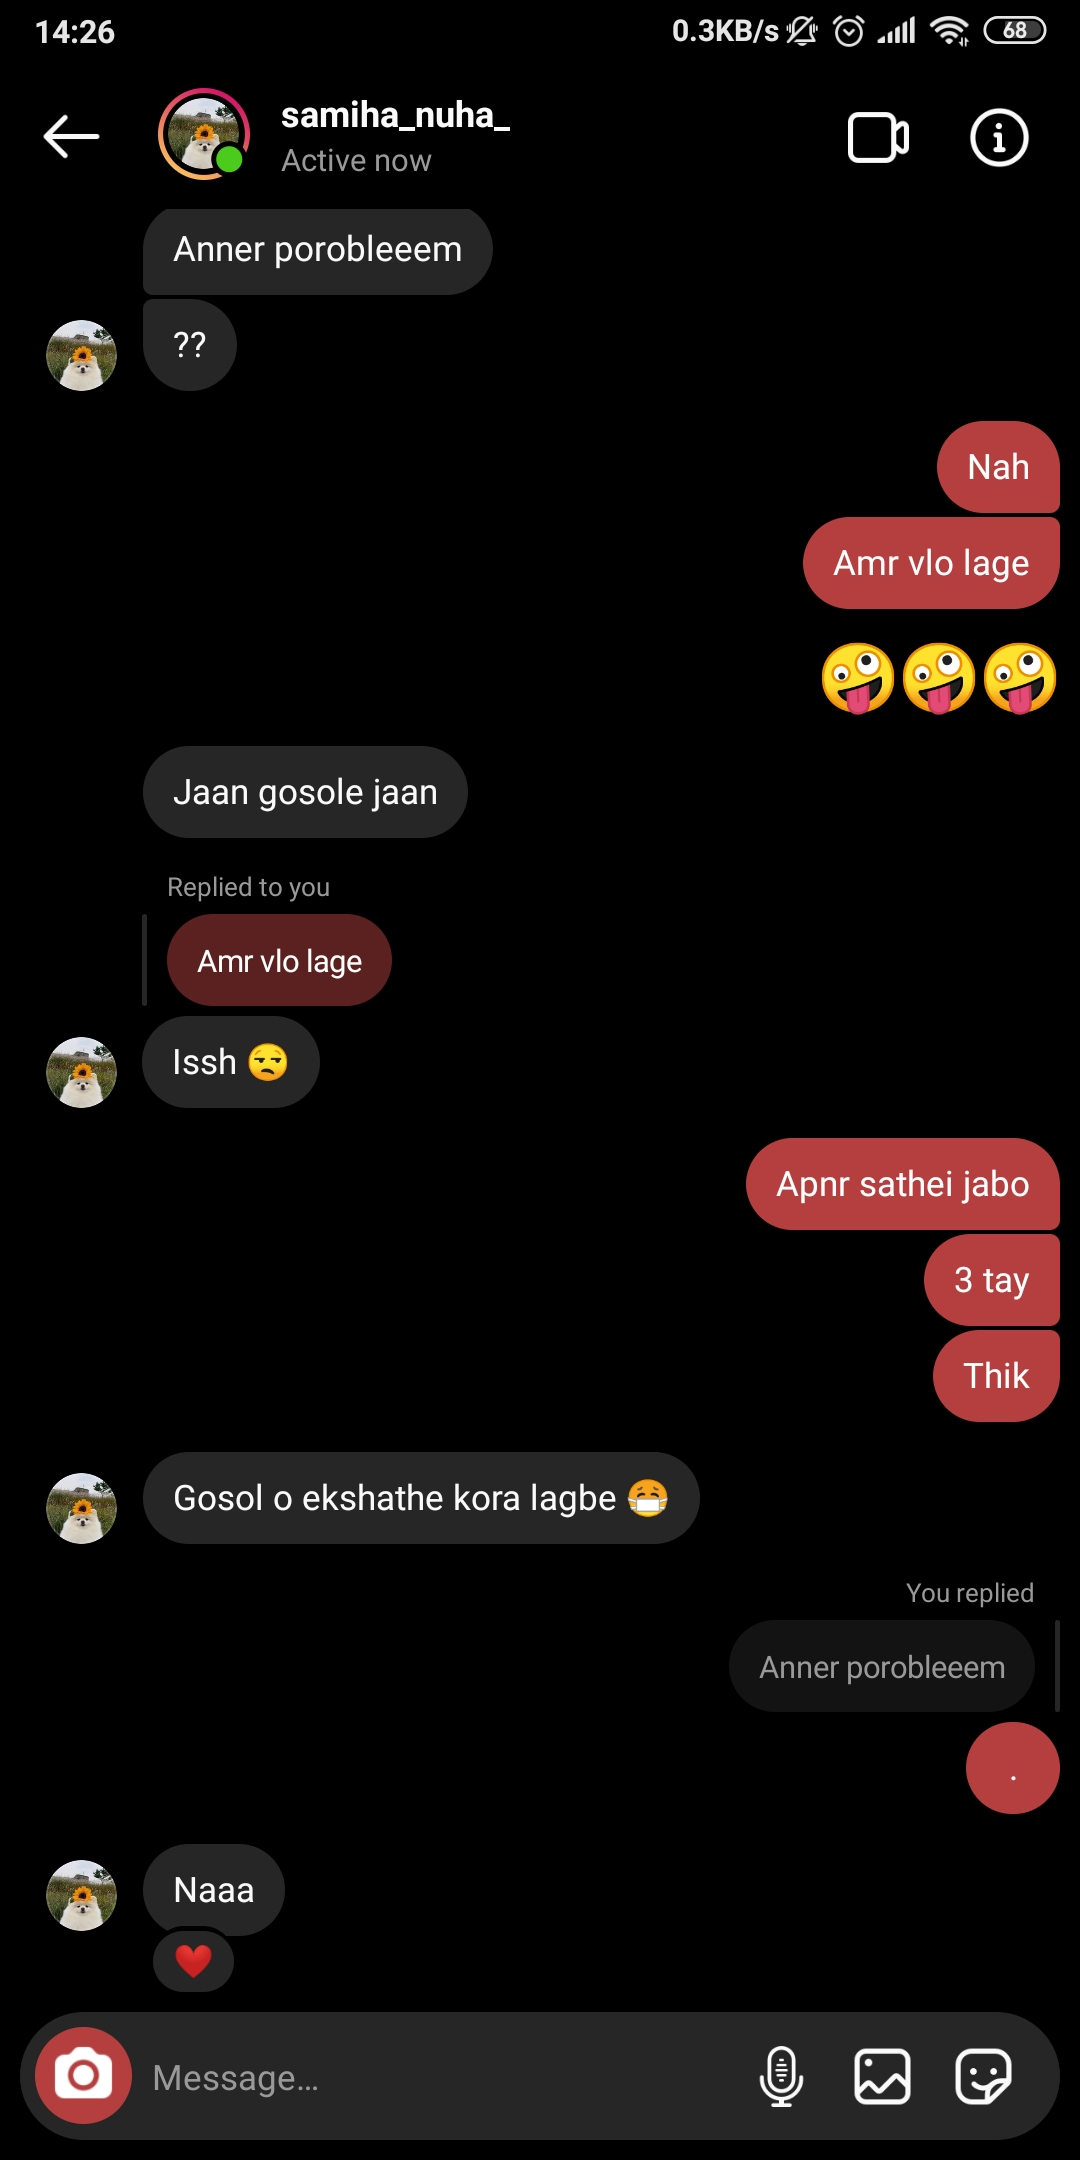 14:26
0.3KB/s
68
samiha_nuha_
Active now
Anner porobleeem
??
Nah
Amr vlo lage
🤪🤪🤪
Jaan gosole jaan
Replied to you
Amr vlo lage
Issh 😒
Apnr sathei jabo
3 tay
Thik
Gosol o ekshathe kora lagbe 😷
You replied
Anner porobleeem
.
Naaa
❤️
Message...